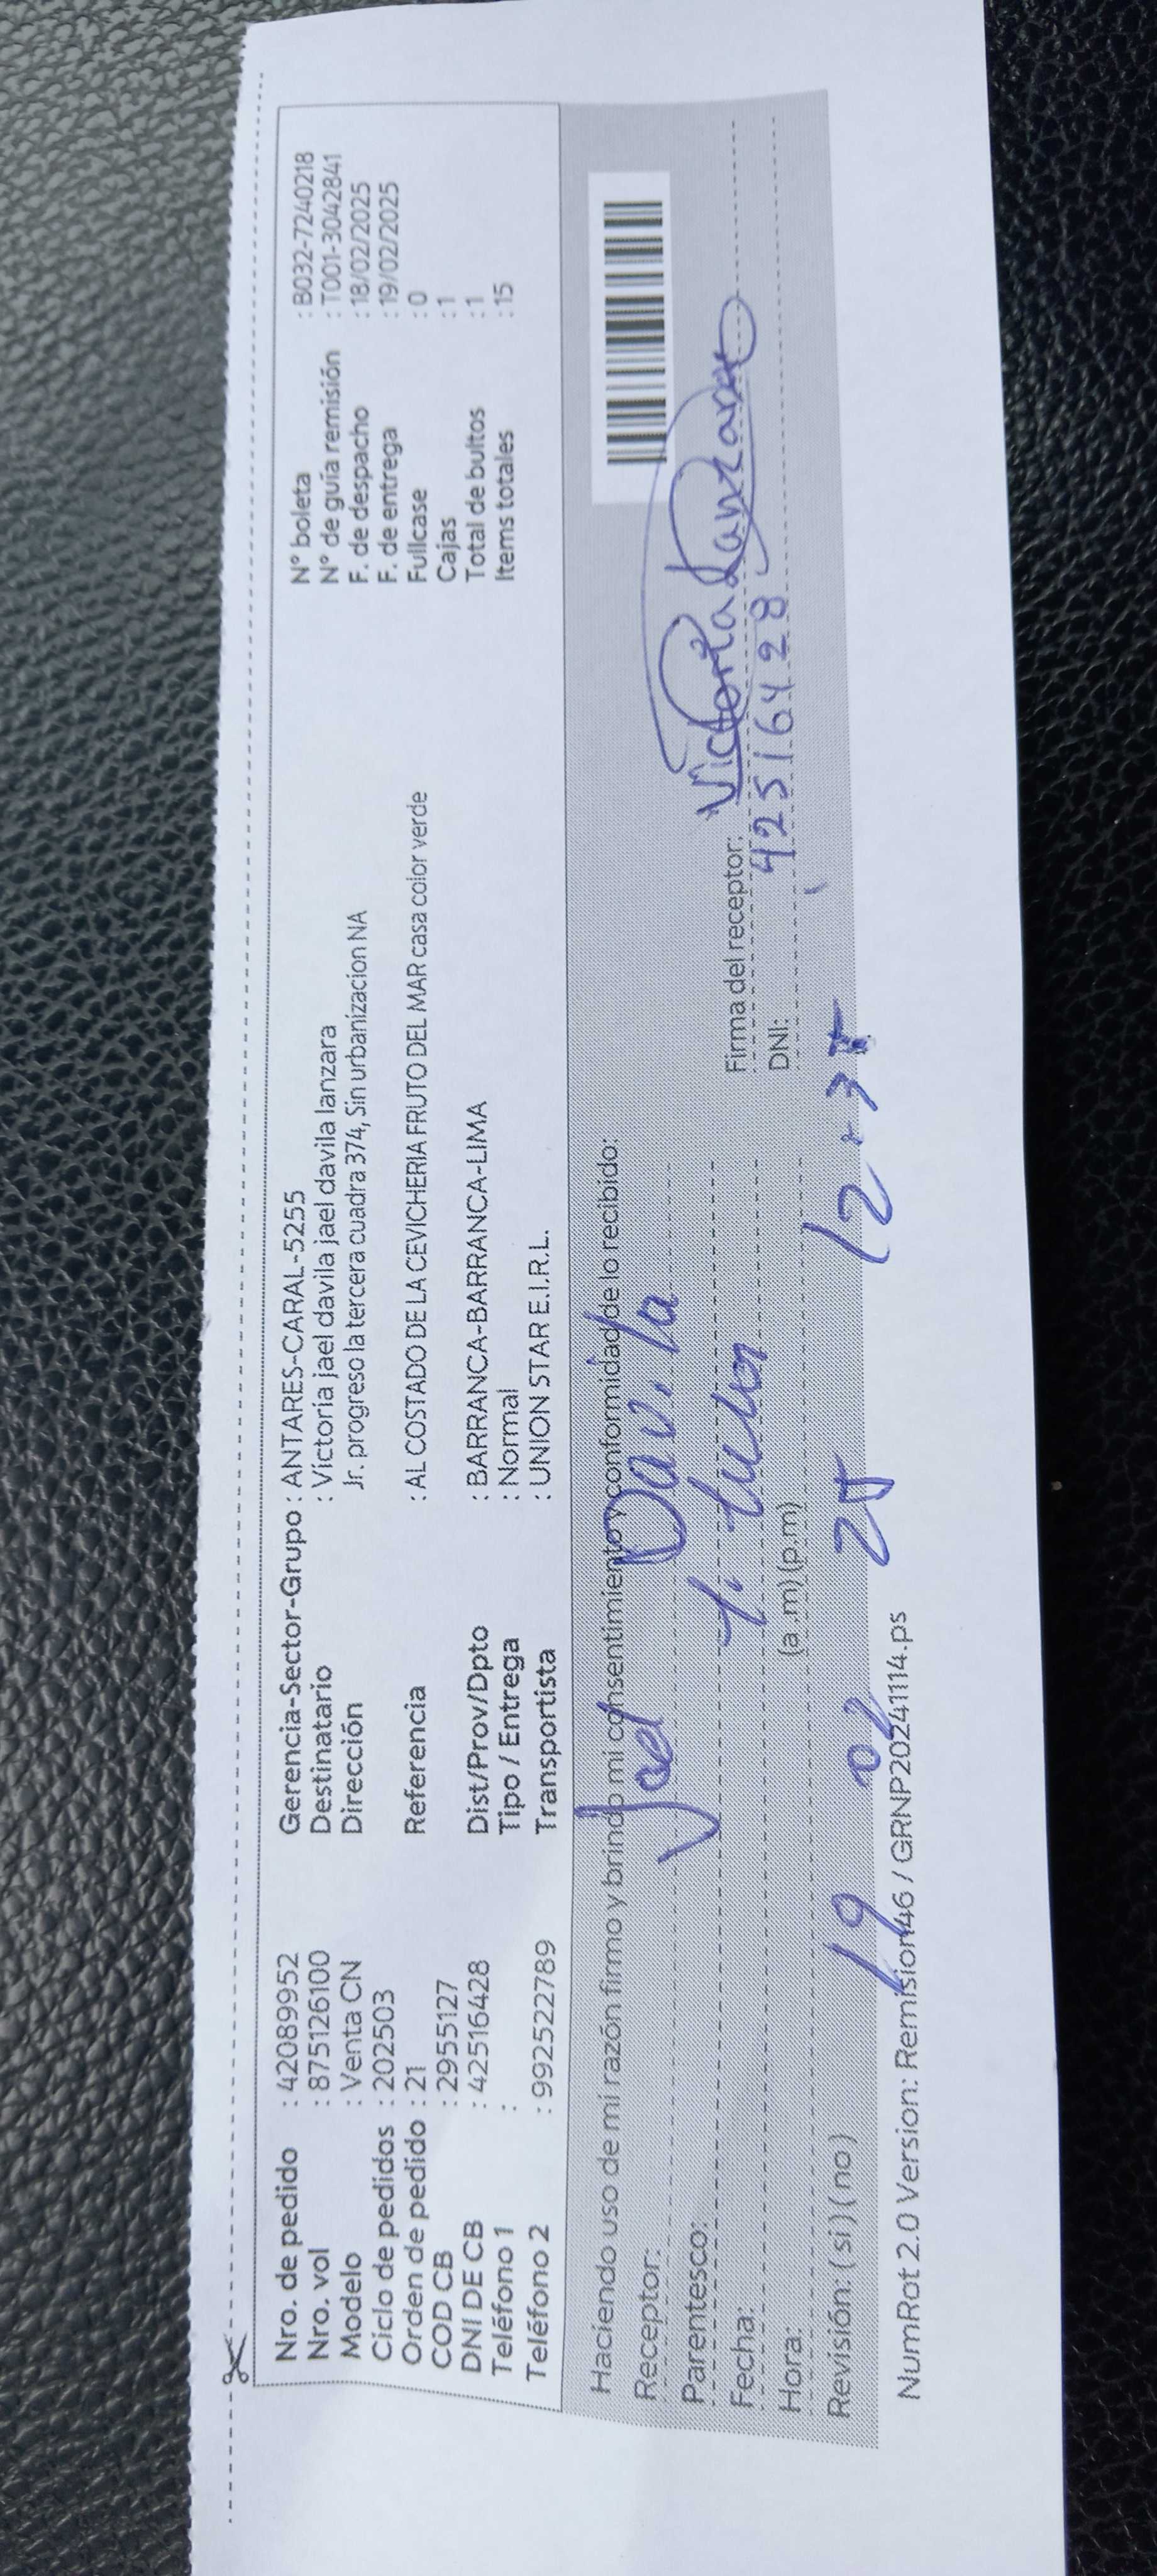 Nro. de pedido : 42089952
Nro. vol : 875126100
Modelo : Venta CN
Ciclo de pedidos : 202503
Orden de pedido : 21
COD CB : 2955127
DNI DE CB : 42516428
Teléfono 1 :
Teléfono 2 : 992522789
Gerencia-Sector-Grupo : ANTARES-CARAL-5255
Destinatario : Victoria jael davila jael davila lanzara
Dirección Jr. progreso la tercera cuadra 374, Sin urbanizacion NA
Referencia : AL COSTADO DE LA CEVICHERIA FRUTO DEL MAR casa color verde
Dist/Prov/Dpto : BARRANCA-BARRANCA-LIMA
Tipo / Entrega : Normal
Transportista : UNION STAR E.I.R.L.
N° boleta : B032-7240218
N° de guía remisión : T001-3042841
F. de despacho : 18/02/2025
F. de entrega : 19/02/2025
Fullcase : 0
Cajas : 1
Total de bultos : 1
Items totales : 15
Haciendo uso de mi razón firmo y brindo mi consentimiento y conformidad de lo recibido:
Receptor: Jael Davila
Parentesco:
Fecha:
Hora: (a .m) (p.m)
Revisión: ( si ) ( no )
19 02 25
Firma del receptor: Victoria Lanzara
DNI: 42516428
NumRot 2.0 Version: Remision46 / GRNP20241114.ps